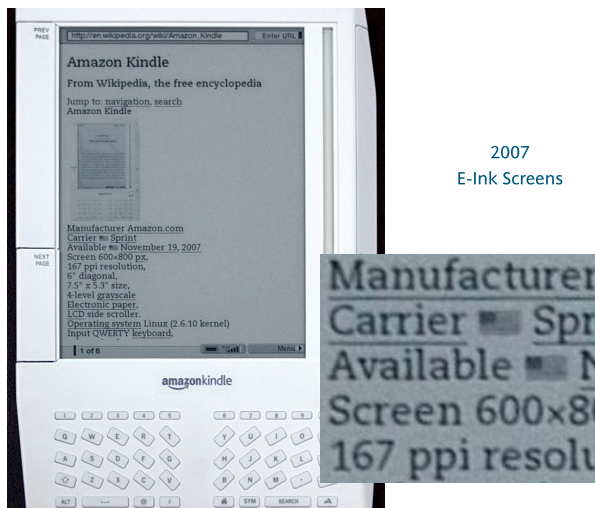 PREV
PAGE
http://en.wikipedia.org/wiki/Amazon_Kindle
Enter URL
Amazon Kindle
From Wikipedia, the free encyclopedia
Jump to: navigation, search
Amazon Kindle
Manufacturer Amazon.com
Carrier Sprint
Available November 19, 2007
Screen 600×800 px,
167 ppi resolution,
6" diagonal,
7.5" x 5.3" size,
4-level grayscale
Electronic paper,
LCD side scroller.
Operating system Linux (2.6.10 kernel)
Input QWERTY keyboard,
NEXT
PAGE
1 of 8
Menu
amazonkindle
1 2 3 4 5 6 7 8 9
Q W E R T Y U I O
A S D F G H J K L
Z X C V B N M .
ALT @ / SYM SEARCH AA
2007
E-Ink Screens
Manufacturer
Carrier Spr
Available N
Screen 600×80
167 ppi resolu